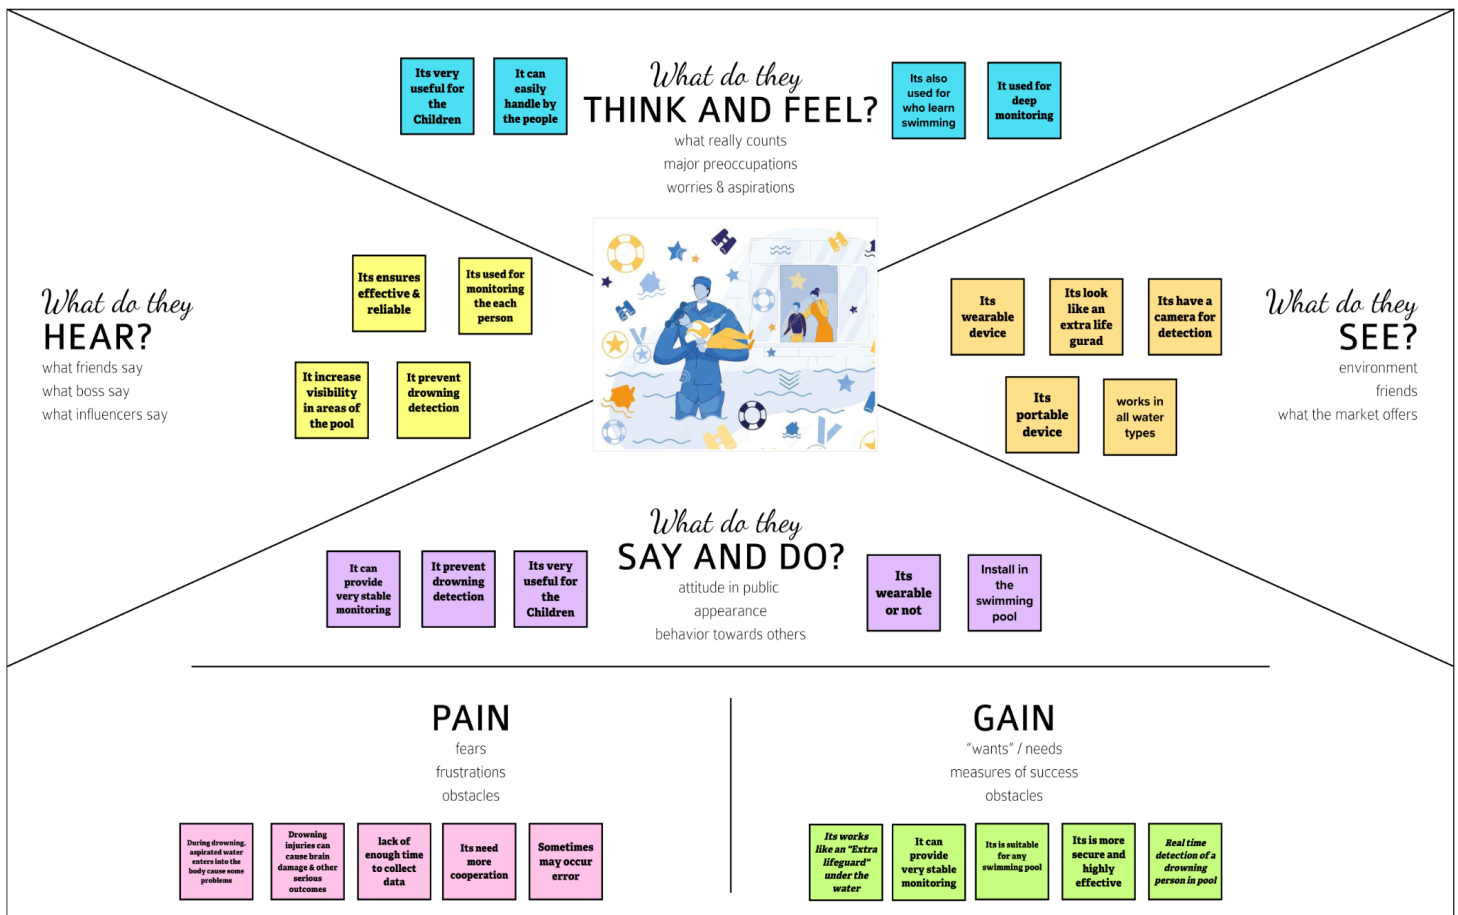 What do they
THINK AND FEEL?
what really counts
major preoccupations
worries & aspirations
Its very
useful for
the
Children
It can
easily
handle by
the people
Its also
used for
who learn
swimming
It used for
deep
monitoring
What do they
HEAR?
what friends say
what boss say
what influencers say
Its ensures
effective &
reliable
Its used for
monitoring
the each
person
It increase
visibility
in areas of
the pool
It prevent
drowning
detection
What do they
SEE?
environment
friends
what the market offers
Its
wearable
device
Its look
like an
extra life
gurad
Its have a
camera for
detection
Its
portable
device
works in
all water
types
What do they
SAY AND DO?
attitude in public
appearance
behavior towards others
It can
provide
very stable
monitoring
It prevent
drowning
detection
Its very
useful for
the
Children
Its
wearable
or not
Install in
the
swimming
pool
PAIN
fears
frustrations
obstacles
During drowning,
aspirated water
enters into the
body cause some
problems
Drowning
injuries can
cause brain
damage & other
serious
outcomes
lack of
enough time
to collect
data
Its need
more
cooperation
Sometimes
may occur
error
GAIN
"wants" / needs
measures of success
obstacles
Its works
like an "Extra
lifeguard"
under the
water
It can
provide
very stable
monitoring
Its is suitable
for any
swimming pool
Its is more
secure and
highly
effective
Real time
detection of a
drowning
person in pool